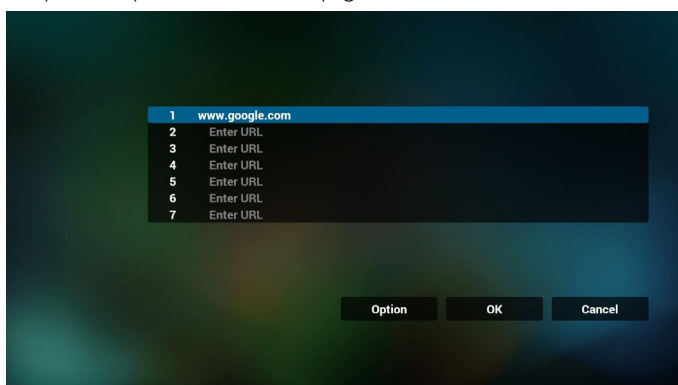 1 www.google.com
2 Enter URL
3 Enter URL
4 Enter URL
5 Enter URL
6 Enter URL
7 Enter URL
Option OK Cancel